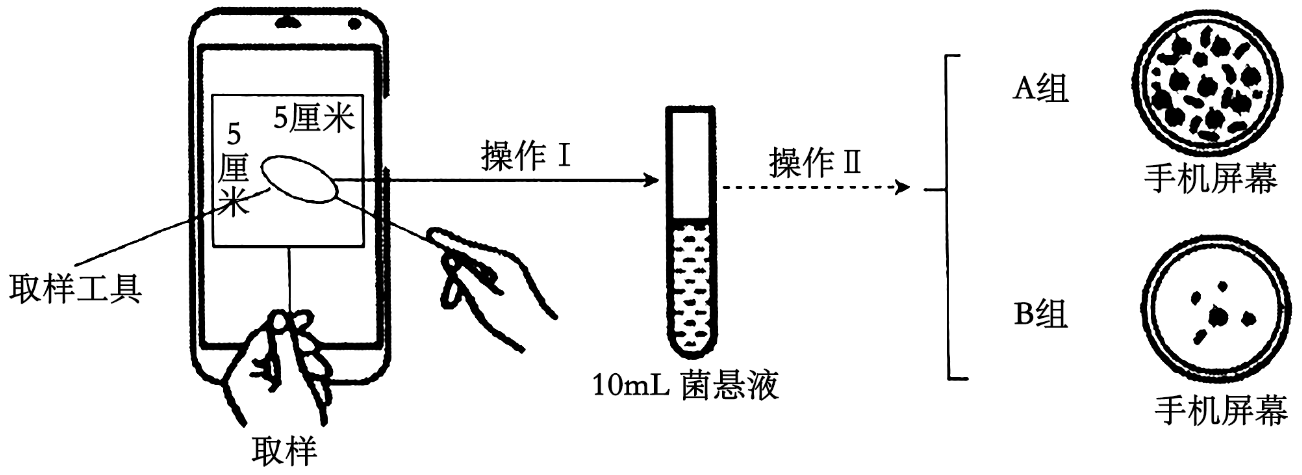 5厘米
5厘米
取样工具
取样
操作 I
10mL 菌悬液
操作 II
A组
手机屏幕
B组
手机屏幕